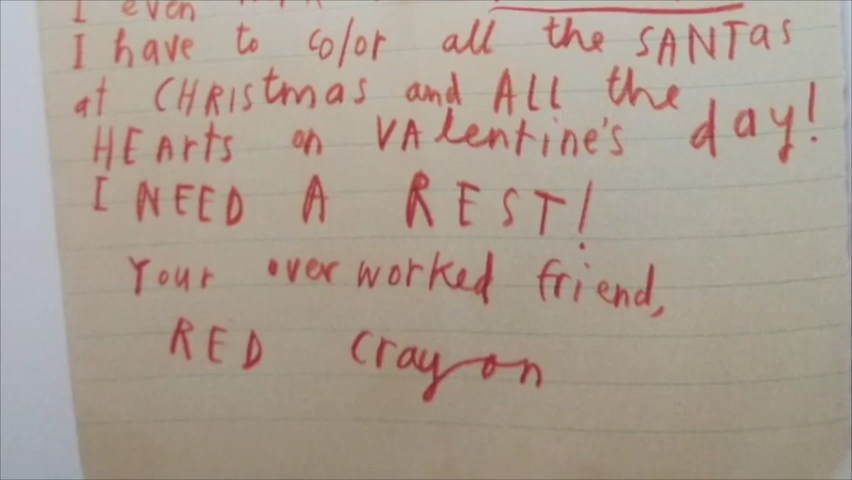 I even
I have to color all the SANTAs
at CHRIStmas and ALL the
HEArts on VALentine's day!
I NEED A REST!
Your overworked friend,
RED crayon